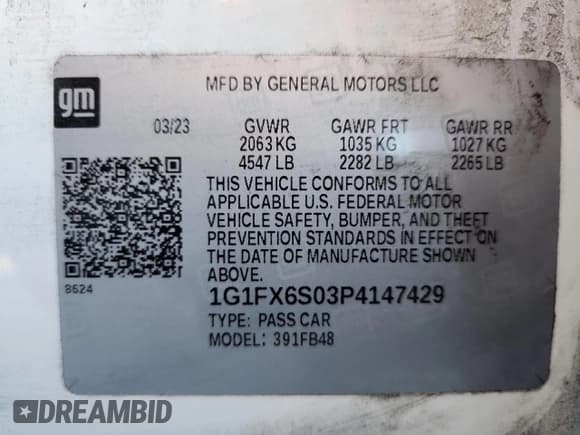 gm
MFD BY GENERAL MOTORS LLC
03/23 GVWR GAWR FRT GAWR RR
2063 KG 1035 KG 1027 KG
4547 LB 2282 LB 2265 LB
THIS VEHICLE CONFORMS TO ALL
APPLICABLE U.S. FEDERAL MOTOR
VEHICLE SAFETY, BUMPER, AND THEFT
PREVENTION STANDARDS IN EFFECT ON
THE DATE OF MANUFACTURE SHOWN
ABOVE.
8624
1G1FX6S03P4147429
TYPE: PASS CAR
MODEL: 391FB48
DREAMBID